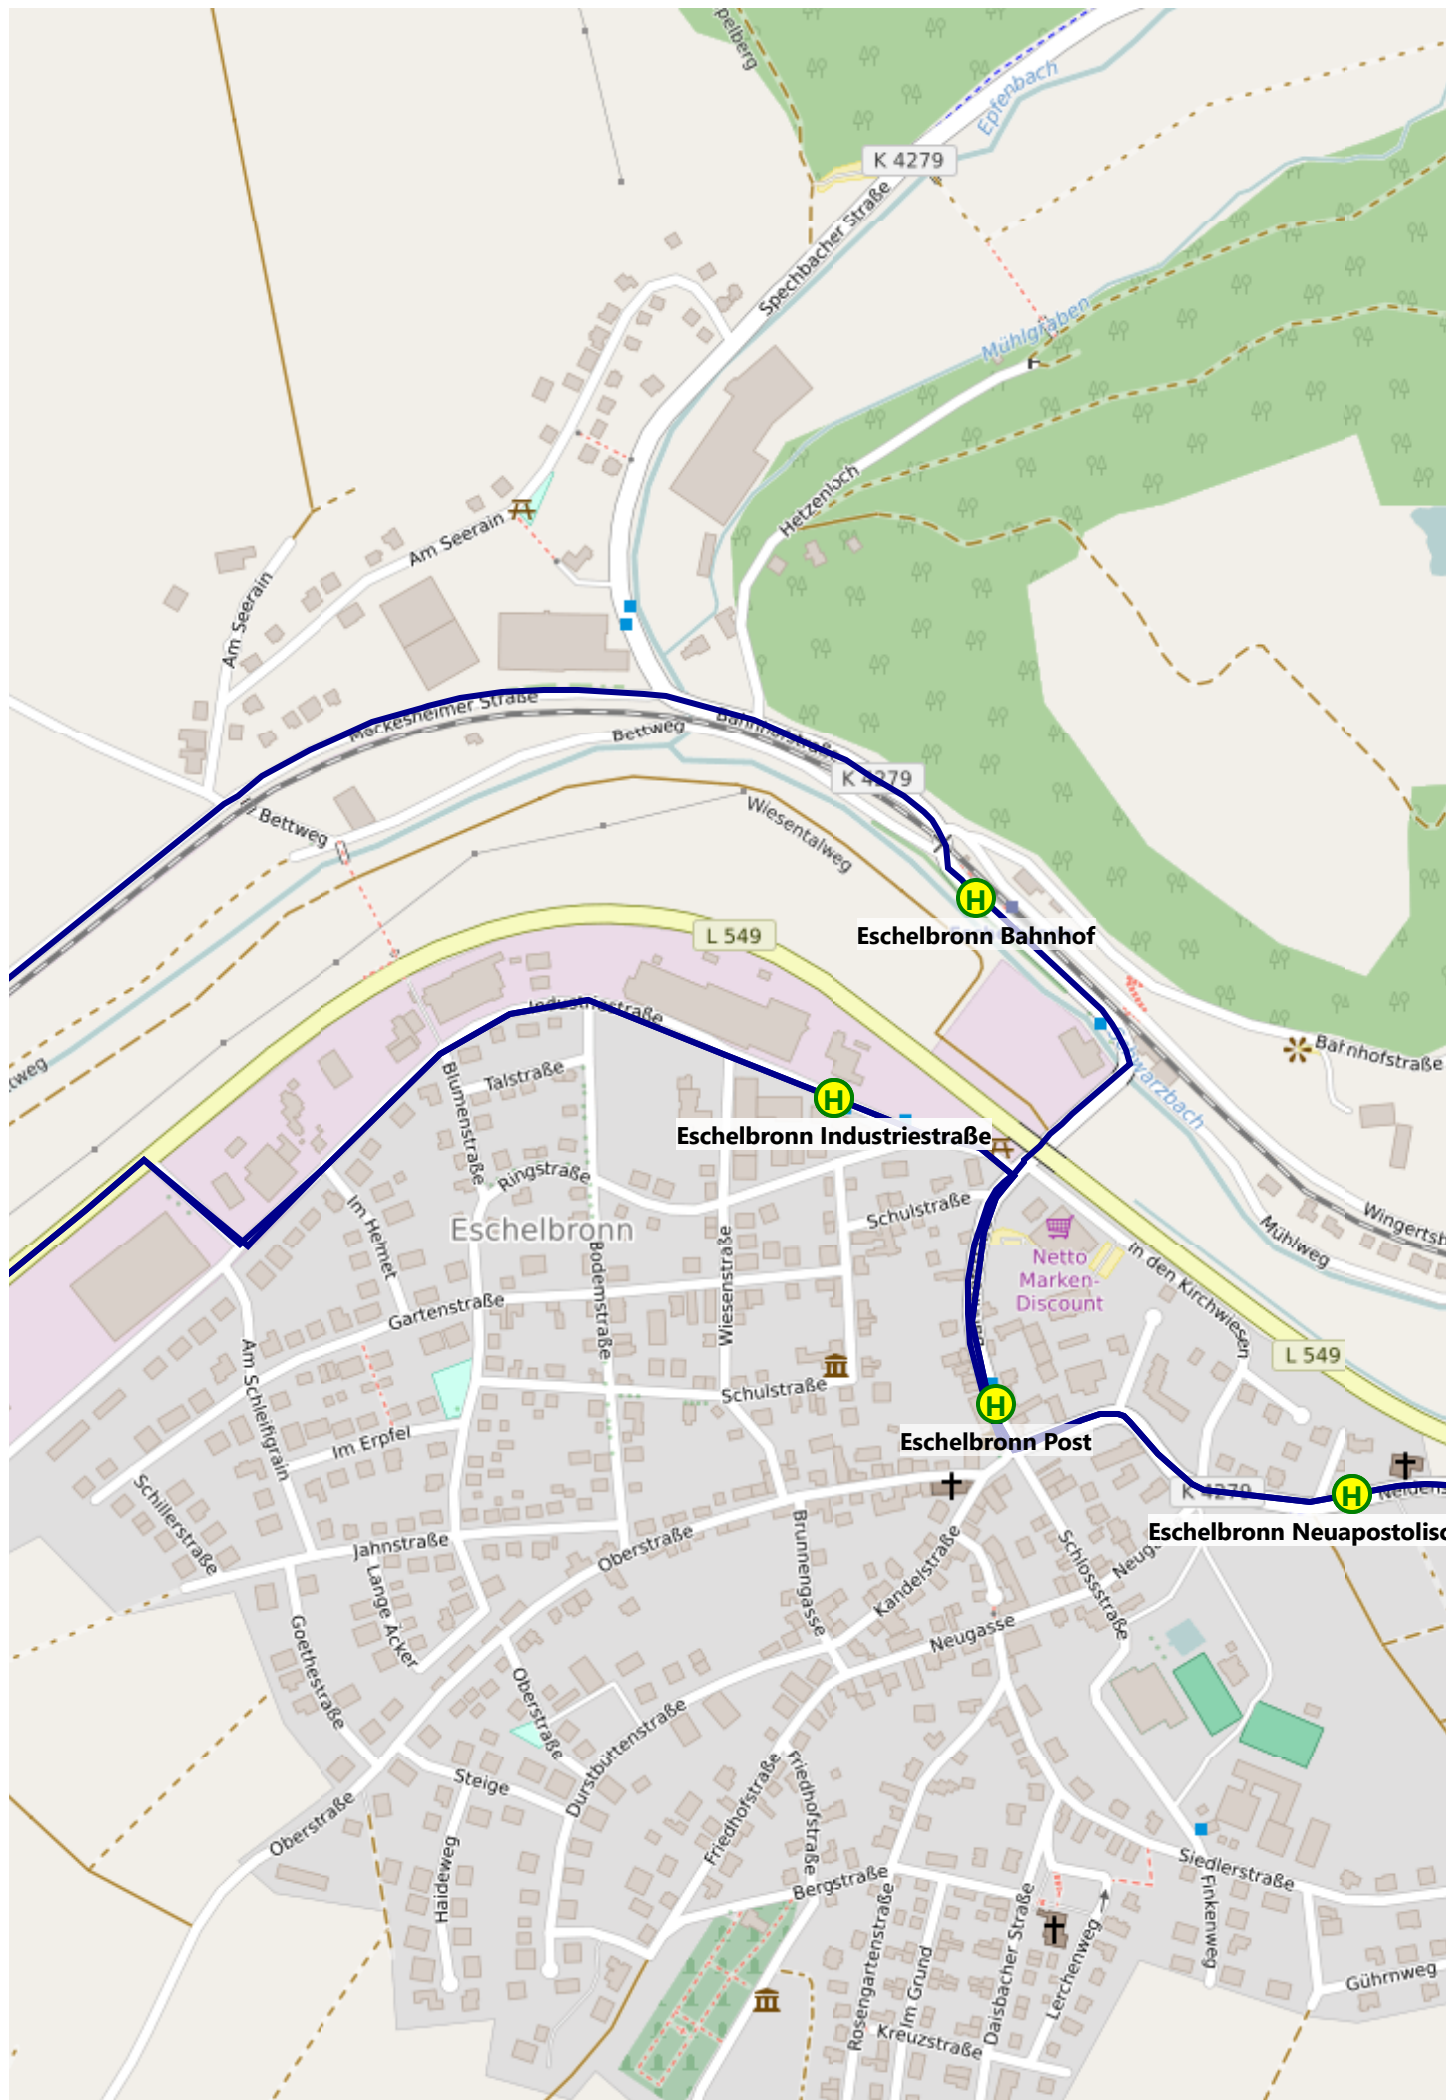 Epfenbach
K 4279
Spechbacher Straße
Mühlgraben
Hetzenloch
Am Seerain
Am Seerain
Meckesheimer Straße
Bahnhofstraße
Bettweg
K 4279
Bettweg
Wiesentalweg
H
Eschelbronn Bahnhof
L 549
Industriestraße
Bahnhofstraße
Schwarzbach
Talstraße
Blumenstraße
H
Eschelbronn Industriestraße
Ringstraße
Im Helmet
Schulstraße
Eschelbronn
Wingertsb
Mühlweg
Netto
Marken-
Discount
in den Kirchwiesen
Bodemstraße
Wiesenstraße
Gartenstraße
L 549
Am Schleifigrain
Schulstraße
H
Eschelbronn Post
Im Erpfel
Schillerstraße
K 4279
H
Eschelbronn Neuapostolisc
Jahnstraße
Oberstraße
Brunnengasse
Kandelstraße
Schlossstraße
Lange Äcker
Goethestraße
Neugasse
Oberstraße
Durstbüttenstraße
Steige
Friedhofstraße
Friedhofstraße
Oberstraße
Haideweg
Bergstraße
Siedlerstraße
Finkenweg
Rosengartenstraße
Im Grund
Daisbacher Straße
Lerchenweg
Gührnweg
Kreuzstraße